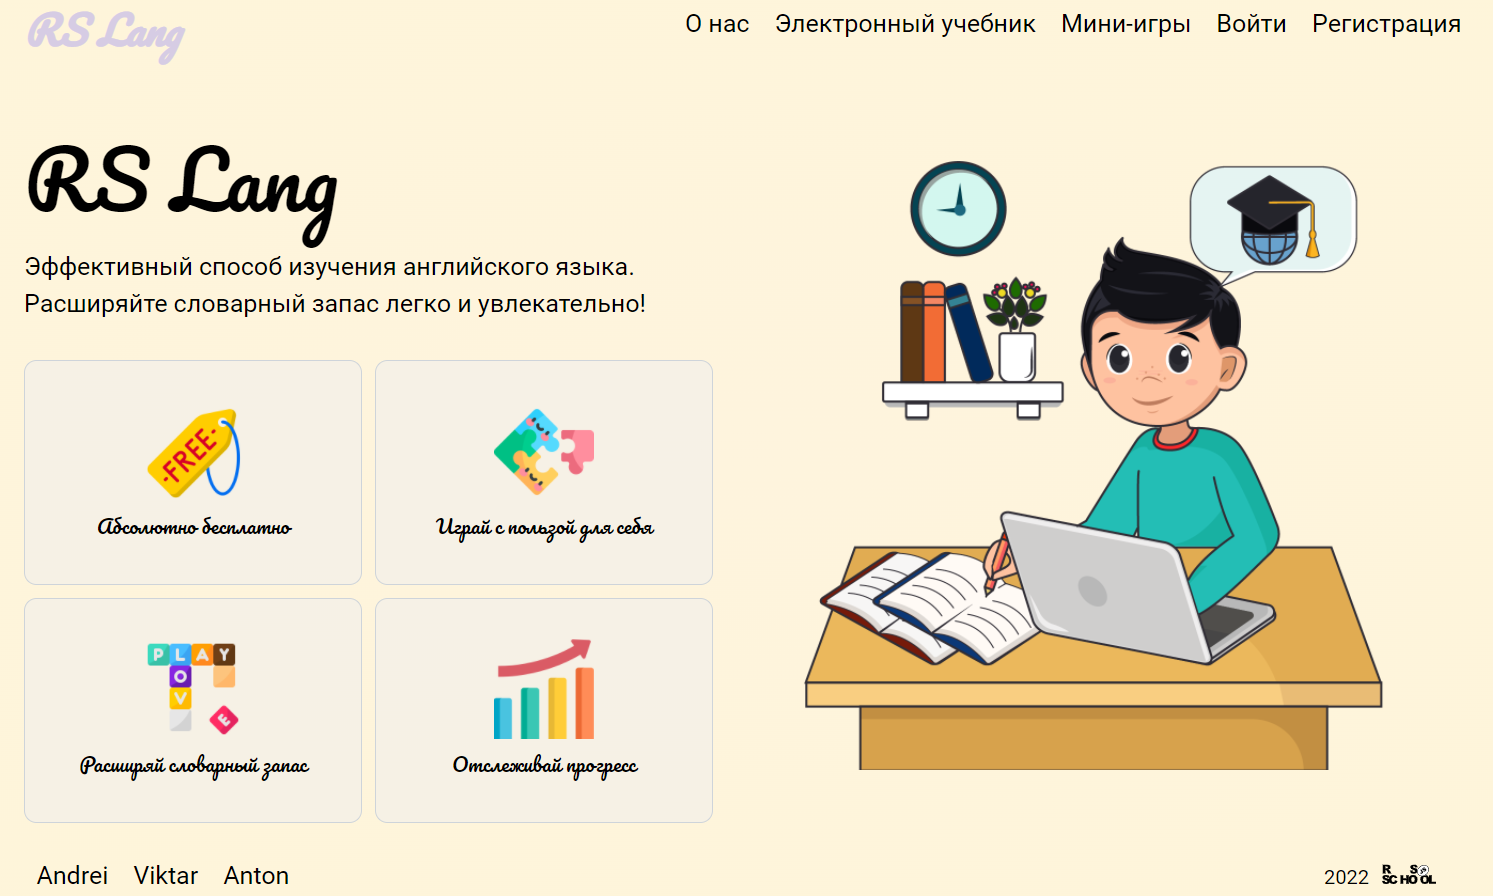 RS Lang
О нас Электронный учебник Мини-игры Войти Регистрация
RS Lang
Эффективный способ изучения английского языка.
Расширяйте словарный запас легко и увлекательно!
·FREE·
Абсолютно бесплатно
Играй с пользой для себя
PLAY
O
V
E
Расширяй словарный запас
Отслеживай прогресс
Andrei Viktar Anton
2022
R S
SCHOOL